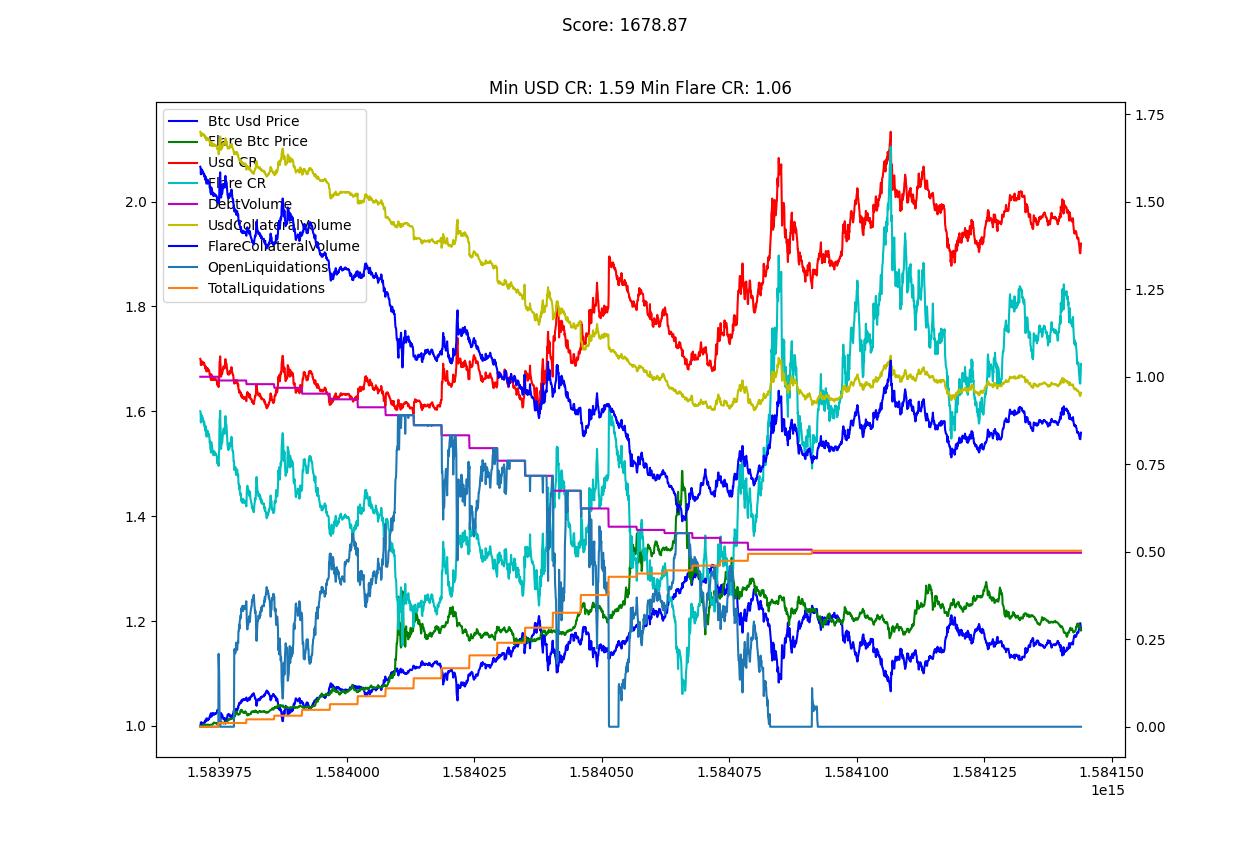 Score: 1678.87
Min USD CR: 1.59 Min Flare CR: 1.06
Btc Usd Price
Flare Btc Price
Usd CR
Flare CR
DebtVolume
UsdCollateralVolume
FlareCollateralVolume
OpenLiquidations
TotalLiquidations
2.0
1.8
1.6
1.4
1.2
1.0
1.75
1.50
1.25
1.00
0.75
0.50
0.25
0.00
1.583975 1.584000 1.584025 1.584050 1.584075 1.584100 1.584125 1.584150
1e15